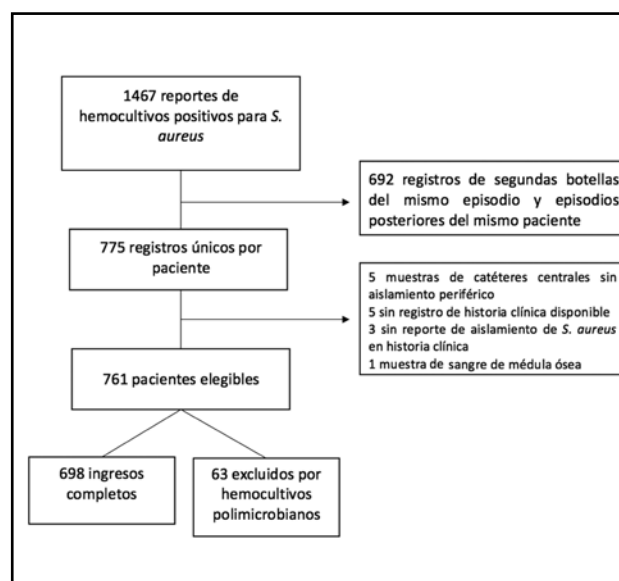 1467 reportes de
hemocultivos positivos para S.
aureus
692 registros de segundas botellas
del mismo episodio y episodios
posteriores del mismo paciente
775 registros únicos por
paciente
5 muestras de catéteres centrales sin
aislamiento periférico
5 sin registro de historia clínica disponible
3 sin reporte de aislamiento de S. aureus
en historia clínica
1 muestra de sangre de médula ósea
761 pacientes elegibles
698 ingresos
completos
63 excluidos por
hemocultivos
polimicrobianos